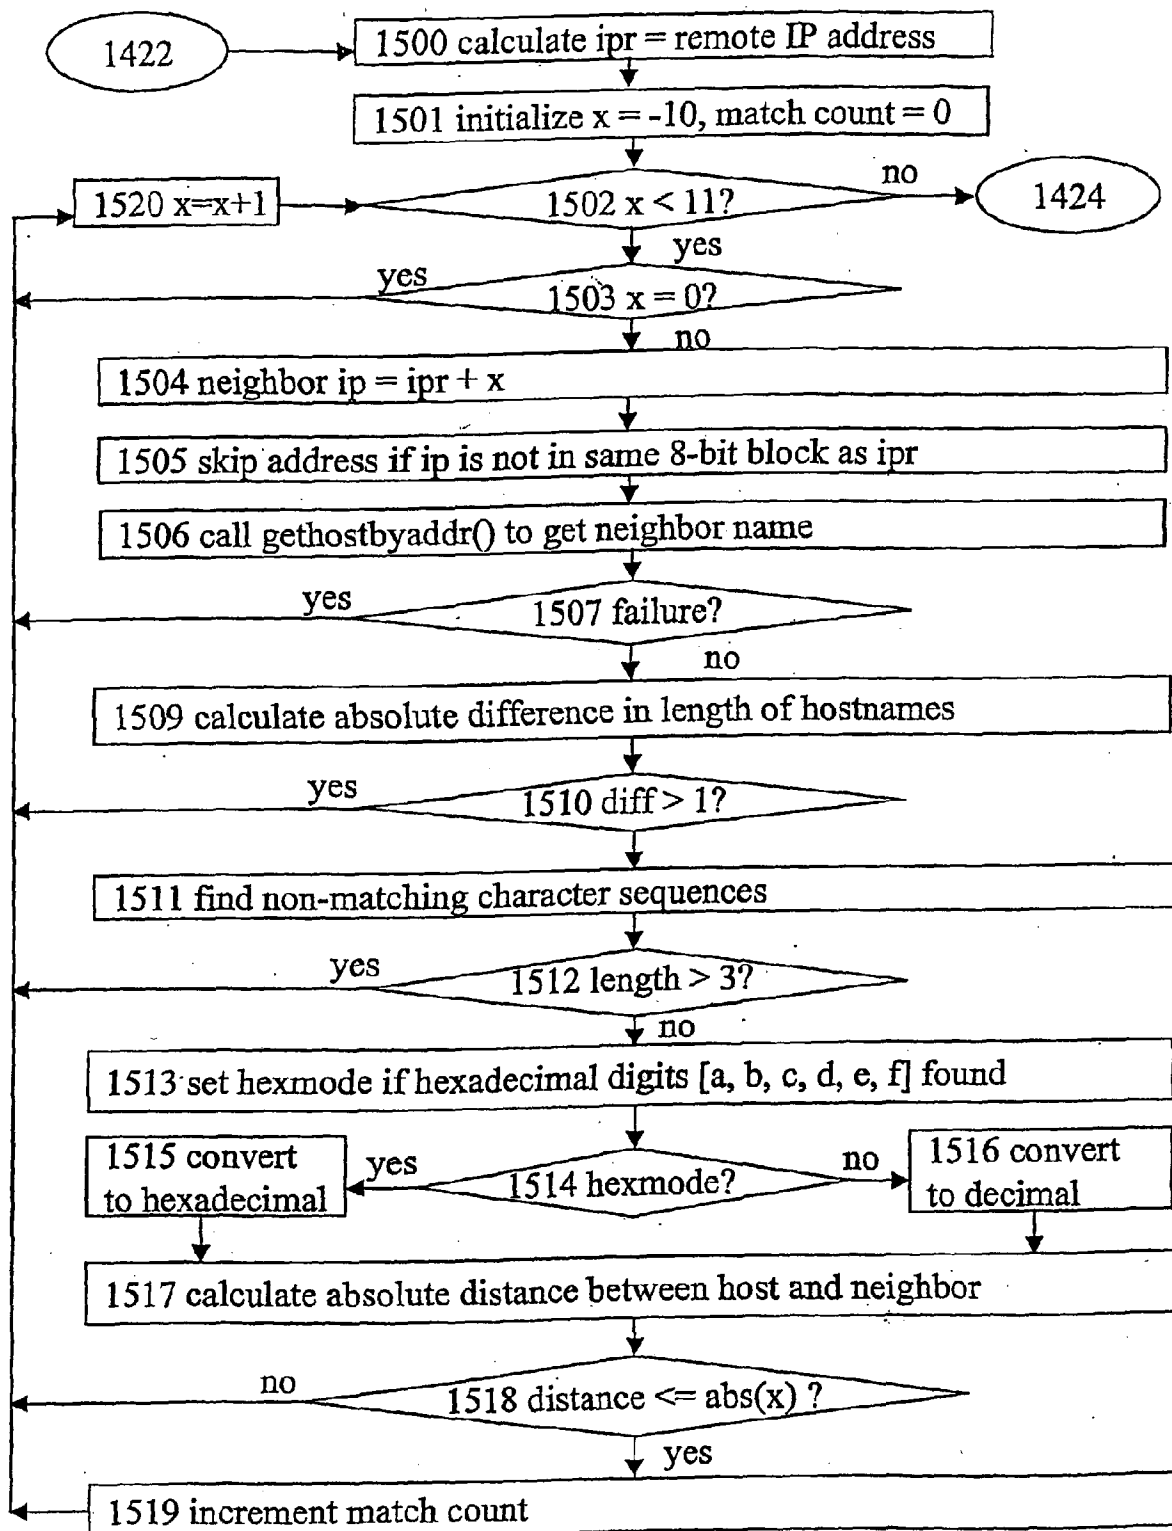 1422
1500 calculate ipr = remote IP address
1501 initialize x = -10, match count = 0
1520 x=x+1
1502 x < 11?
no
1424
yes
yes
1503 x = 0?
no
1504 neighbor ip = ipr + x
1505 skip address if ip is not in same 8-bit block as ipr
1506 call gethostbyaddr() to get neighbor name
yes
1507 failure?
no
1509 calculate absolute difference in length of hostnames
yes
1510 diff > 1?
1511 find non-matching character sequences
yes
1512 length > 3?
no
1513 set hexmode if hexadecimal digits [a, b, c, d, e, f] found
1515 convert
to hexadecimal
yes
1514 hexmode?
no
1516 convert
to decimal
1517 calculate absolute distance between host and neighbor
no
1518 distance <= abs(x) ?
yes
1519 increment match count